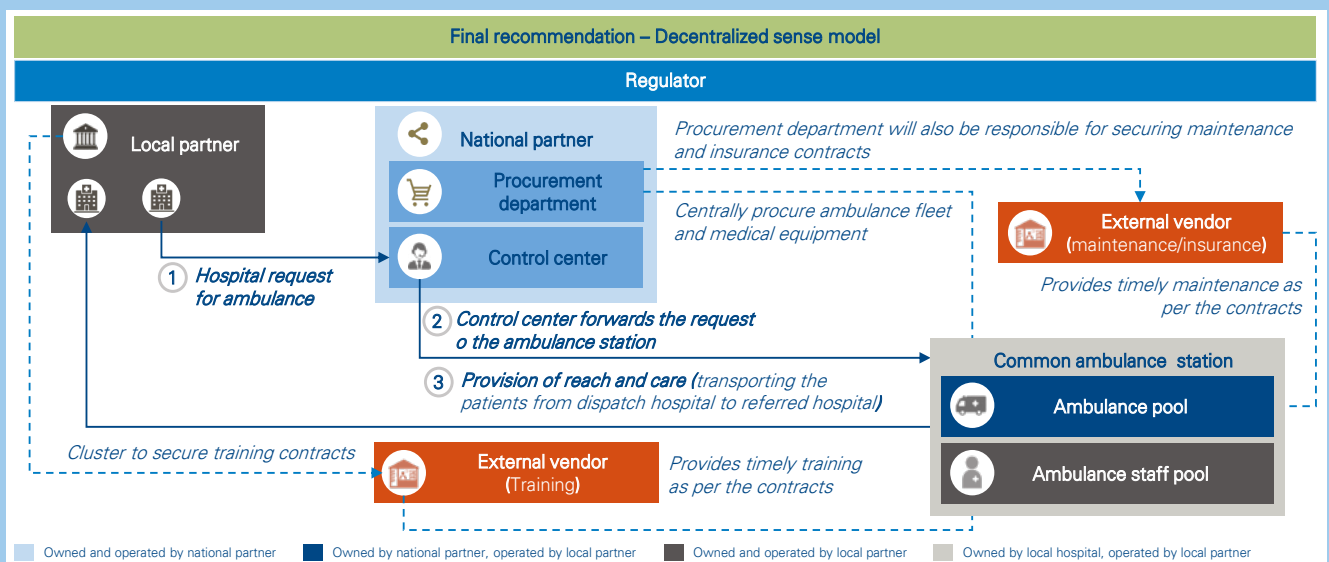 Final recommendation – Decentralized sense model
Regulator
Local partner
National partner
Procurement
department
Control center
Procurement department will also be responsible for securing maintenance
and insurance contracts
Centrally procure ambulance fleet
and medical equipment
External vendor
(maintenance/insurance)
Provides timely maintenance as
per the contracts
1 Hospital request
for ambulance
2 Control center forwards the request
o the ambulance station
3 Provision of reach and care (transporting the
patients from dispatch hospital to referred hospital)
Common ambulance station
Ambulance pool
Ambulance staff pool
Cluster to secure training contracts
External vendor
(Training)
Provides timely training
as per the contracts
Owned and operated by national partner
Owned by national partner, operated by local partner
Owned and operated by local partner
Owned by local hospital, operated by local partner